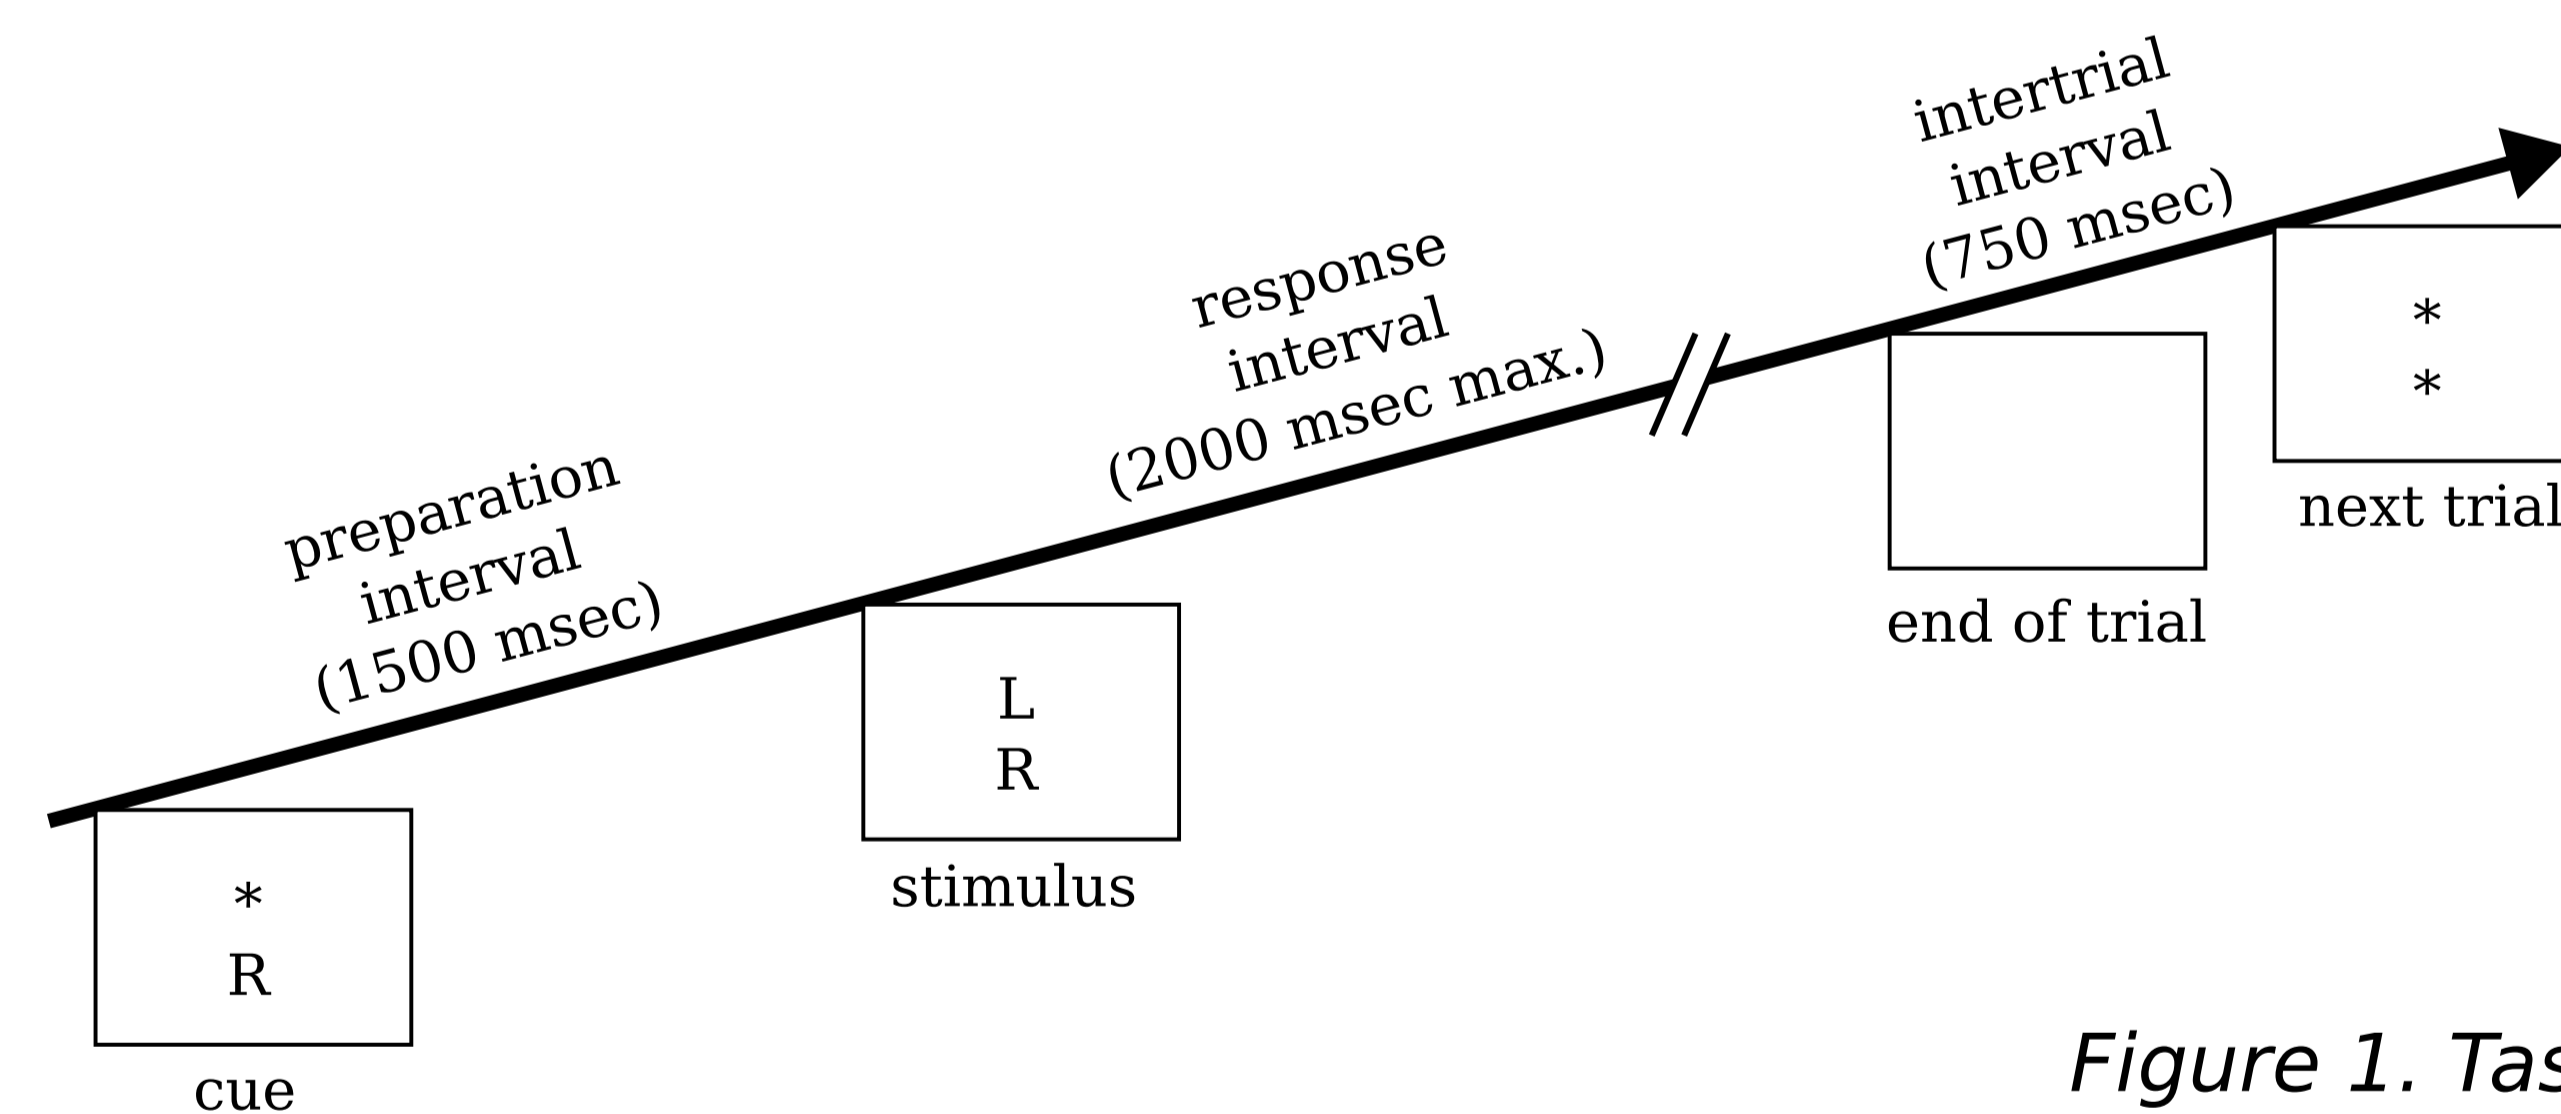 intertrial
interval
(750 msec)
response
interval
(2000 msec max.)
preparation
interval
(1500 msec)
*
*
next trial
end of trial
L
R
stimulus
*
R
cue
Figure 1.